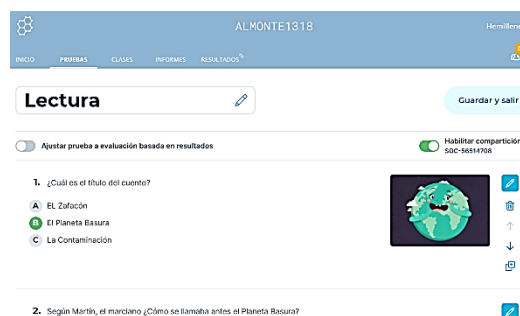 ALMONTE1318
INICIO PRUEBAS CLASES INFORMES RESULTADOS
Lectura
Guardar y salir
Ajustar prueba a evaluación basada en resultados
Habilitar compartición
SOC-56514708
1. ¿Cuál es el título del cuento?
A EL Zafacón
B El Planeta Basura
C La Contaminación
2. Según Martín, el marciano ¿Cómo se llamaba antes el Planeta Basura?